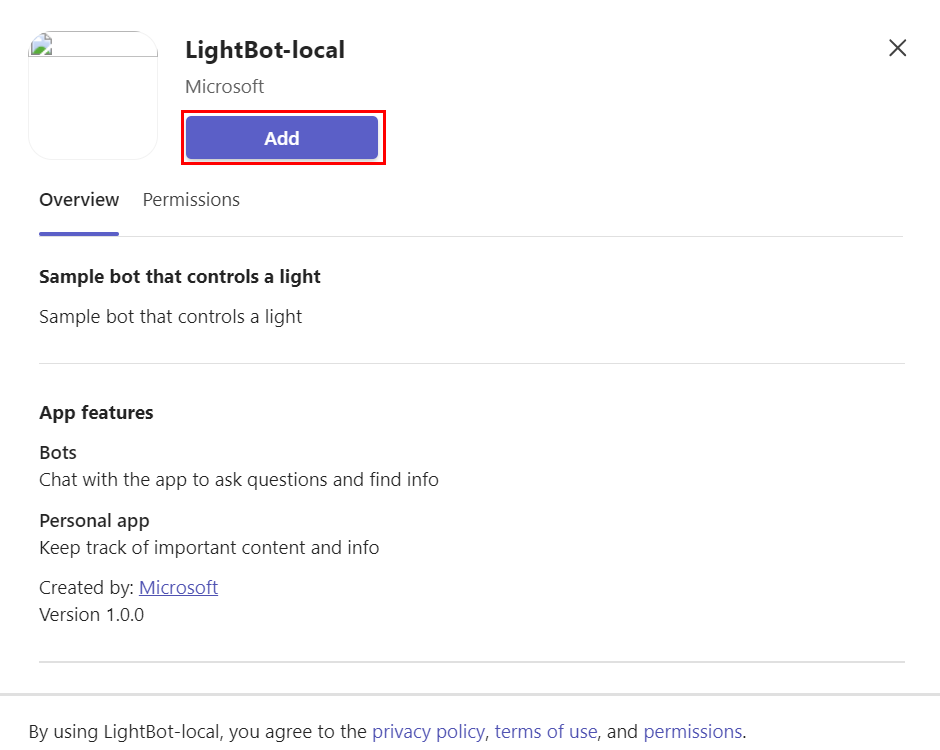 LightBot-local
Microsoft
Add
Overview Permissions
Sample bot that controls a light
Sample bot that controls a light
App features
Bots
Chat with the app to ask questions and find info
Personal app
Keep track of important content and info
Created by: Microsoft
Version 1.0.0
By using LightBot-local, you agree to the privacy policy, terms of use, and permissions.